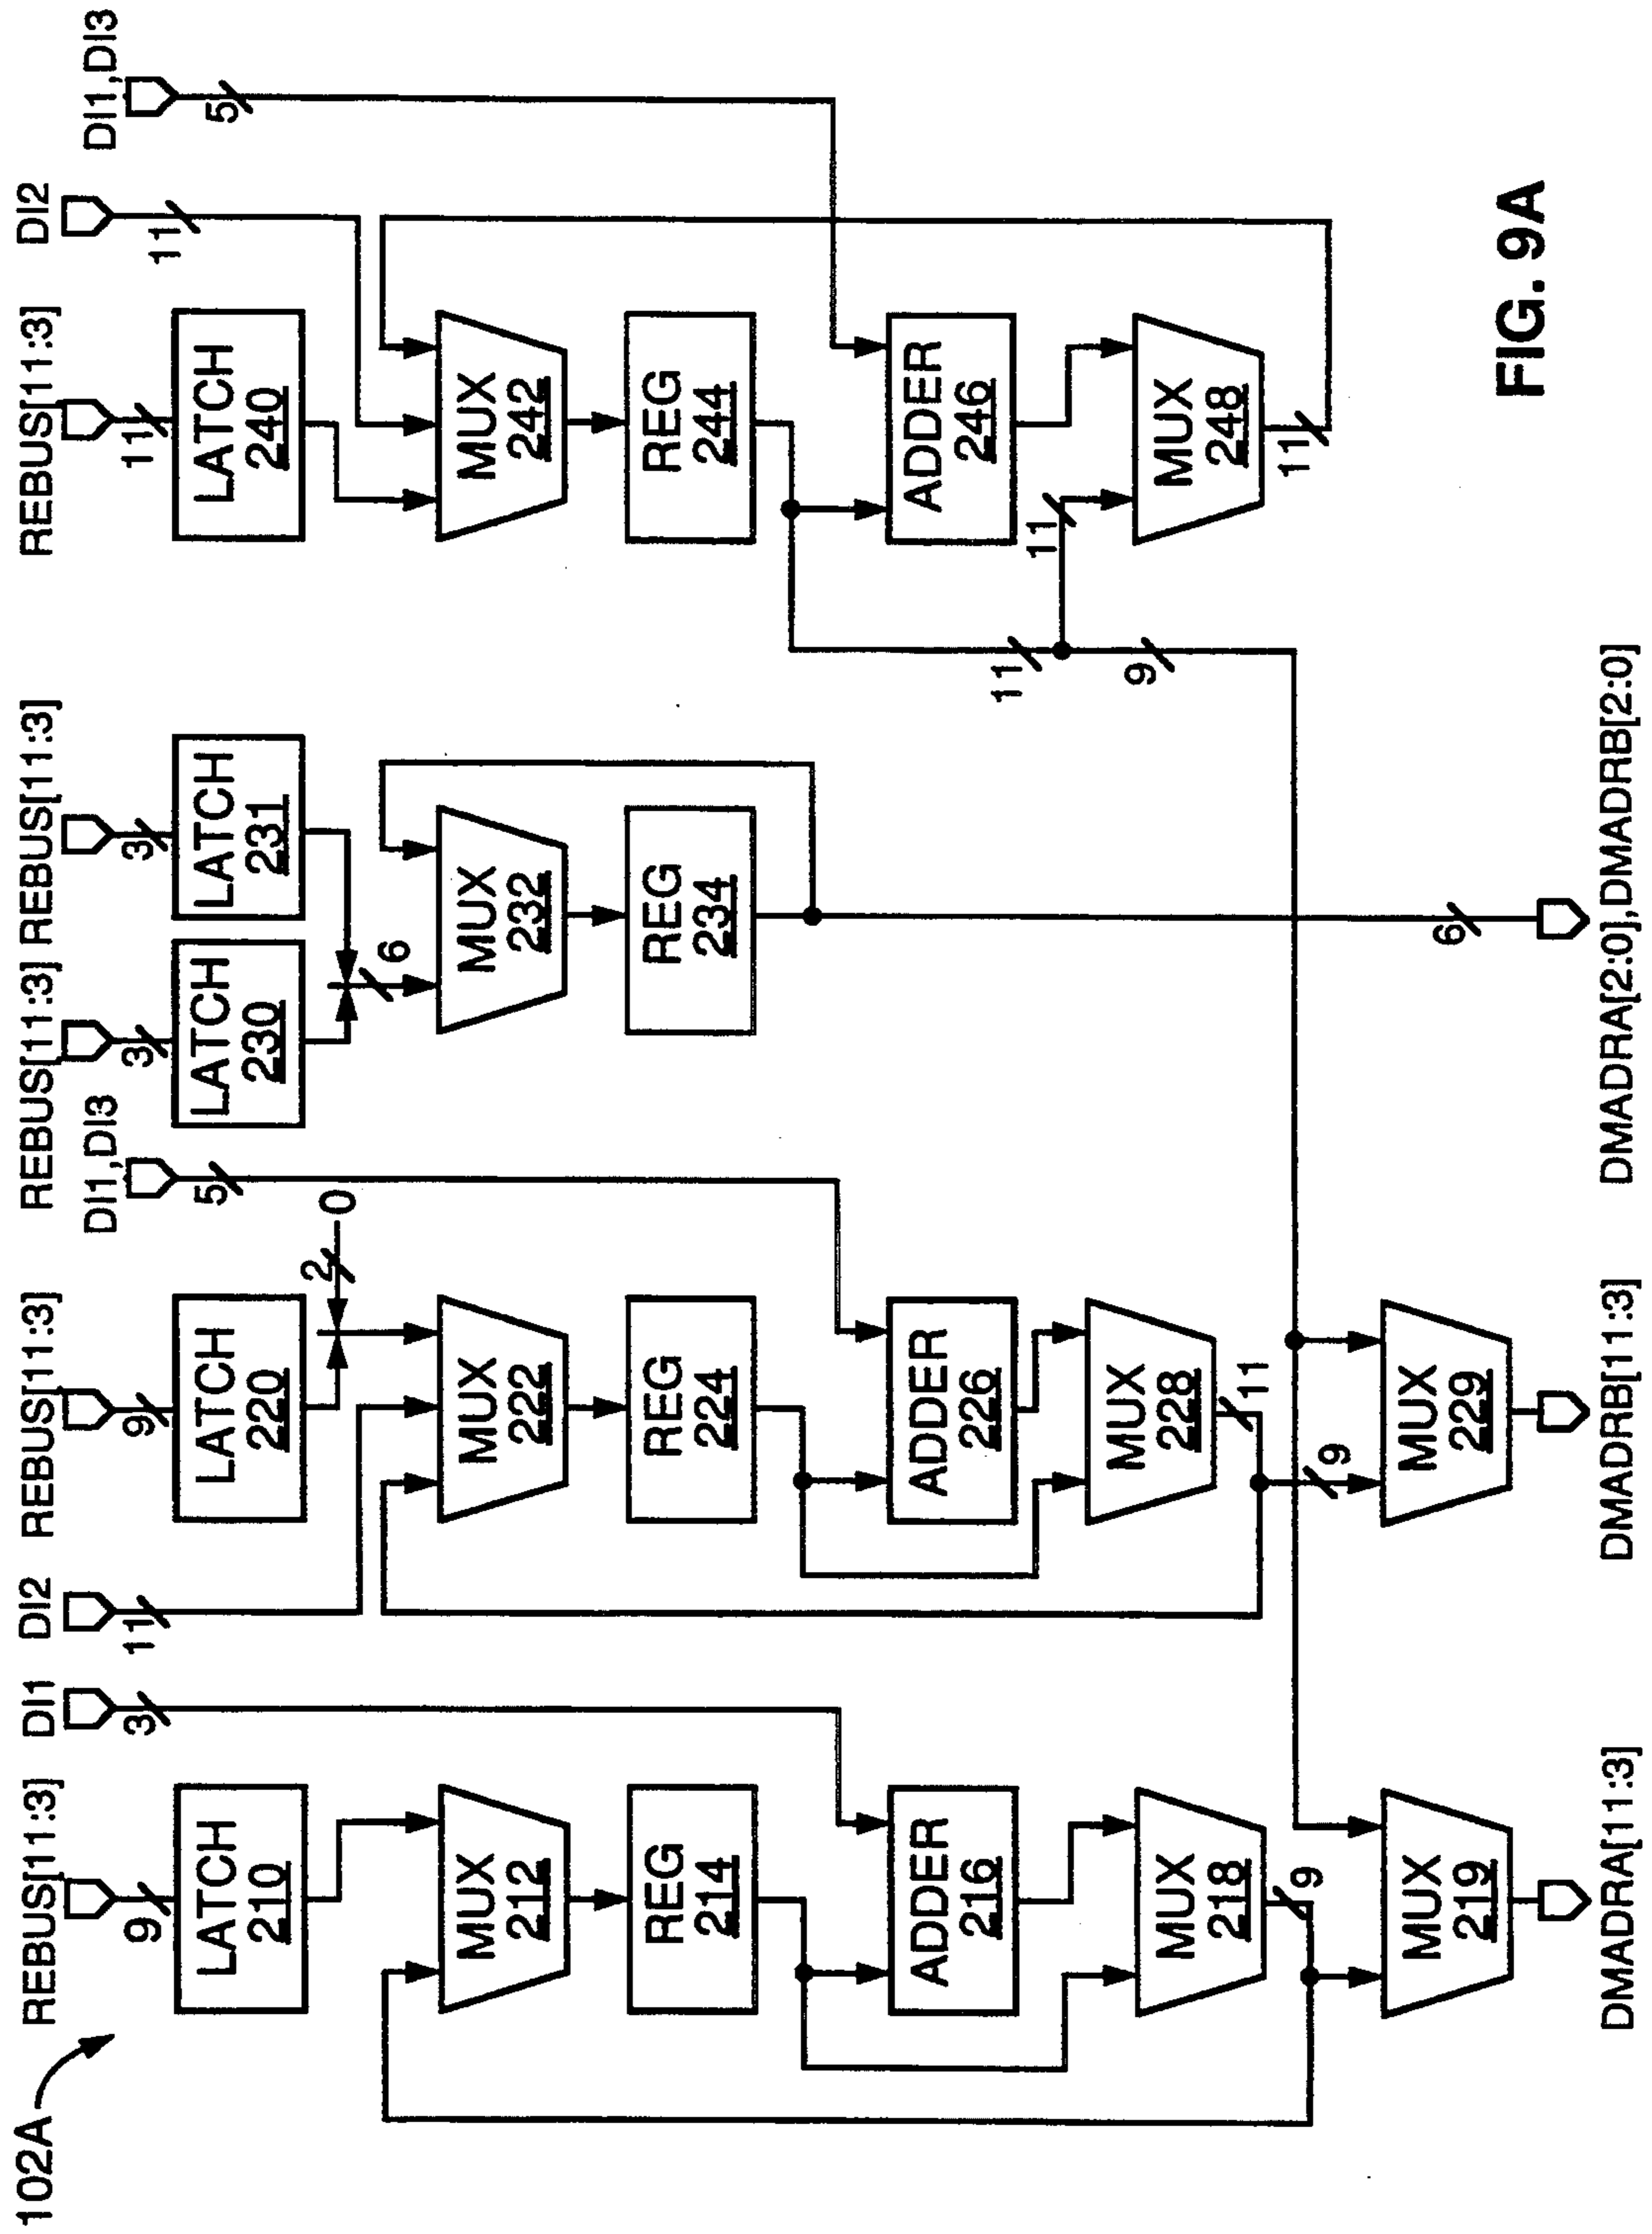 102A
REBUS[11:3]
DI1
DI2
REBUS[11:3]
REBUS[11:3]
REBUS[11:3]
REBUS[11:3]
DI2
DI1,DI3
DI1,DI3
9
3
11
9
3
3
11
11
5
5
LATCH
210
LATCH
220
LATCH
230
LATCH
231
LATCH
240
2
0
6
MUX
212
MUX
222
MUX
232
MUX
242
REG
214
REG
224
REG
234
REG
244
ADDER
216
ADDER
226
ADDER
246
11
11
9
MUX
218
MUX
228
MUX
248
9
11
9
11
MUX
219
MUX
229
6
DMADRA[11:3]
DMADRB[11:3]
DMADRA[2:0],DMADRB[2:0]
FIG. 9A